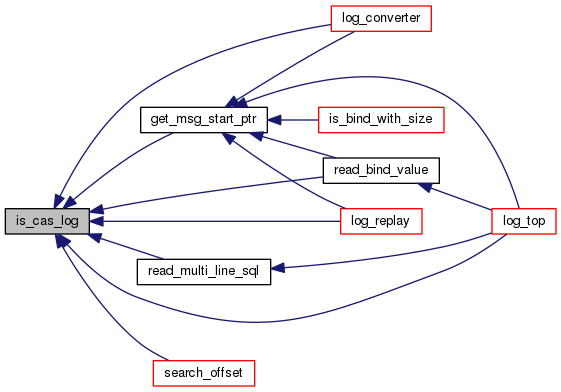 log_converter
get_msg_start_ptr
is_bind_with_size
read_bind_value
is_cas_log
log_replay
log_top
read_multi_line_sql
search_offset